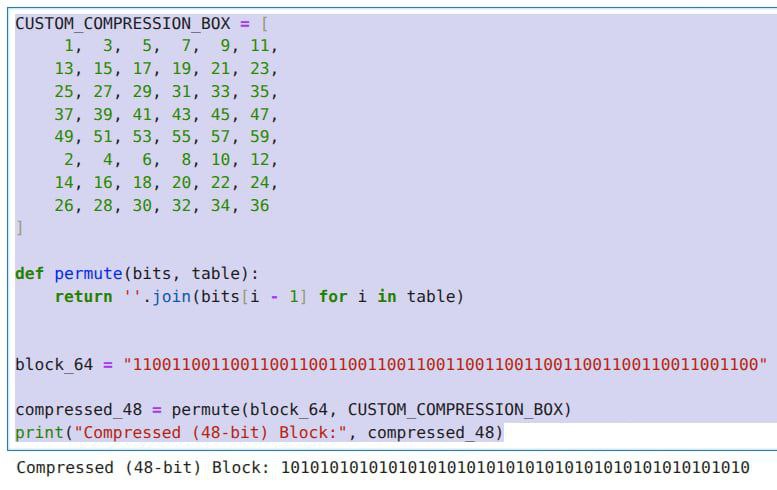 CUSTOM_COMPRESSION_BOX = [
1, 3, 5, 7, 9, 11,
13, 15, 17, 19, 21, 23,
25, 27, 29, 31, 33, 35,
37, 39, 41, 43, 45, 47,
49, 51, 53, 55, 57, 59,
2, 4, 6, 8, 10, 12,
14, 16, 18, 20, 22, 24,
26, 28, 30, 32, 34, 36
]
def permute(bits, table):
return ''.join(bits[i - 1] for i in table)
block_64 = "1100110011001100110011001100110011001100110011001100110011001100"
compressed_48 = permute(block_64, CUSTOM_COMPRESSION_BOX)
print("Compressed (48-bit) Block:", compressed_48)
Compressed (48-bit) Block: 101010101010101010101010101010101010101010101010